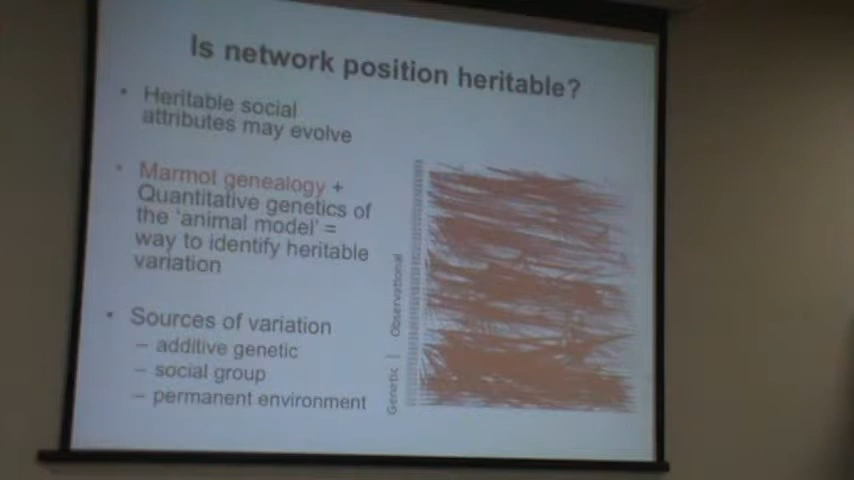 Is network position heritable?
• Heritable social
attributes may evolve
• Marmot genealogy +
Quantitative genetics of
the 'animal model' =
way to identify heritable
variation
• Sources of variation
– additive genetic
– social group
– permanent environment
Genetic | Observational